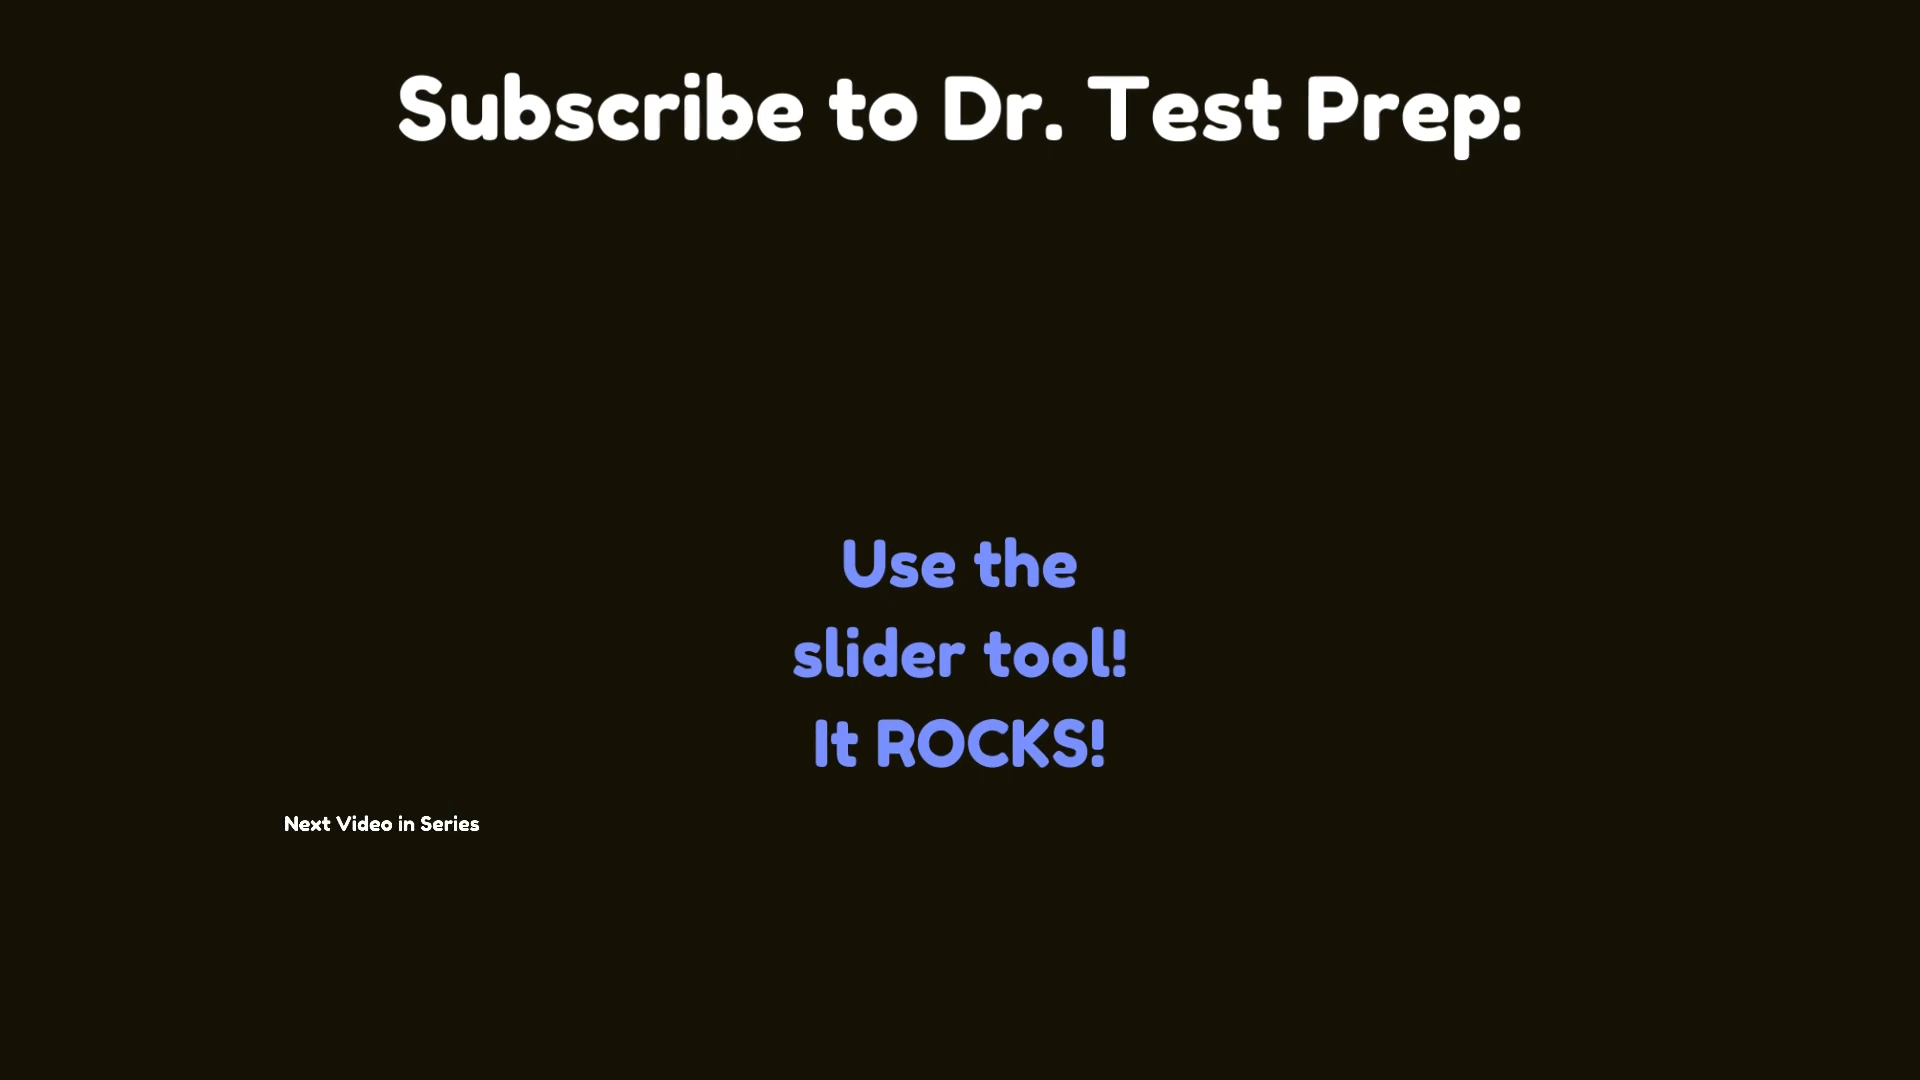 Subscribe to Dr. Test Prep:
Use the
slider tool!
It ROCKS!
Next Video in Series